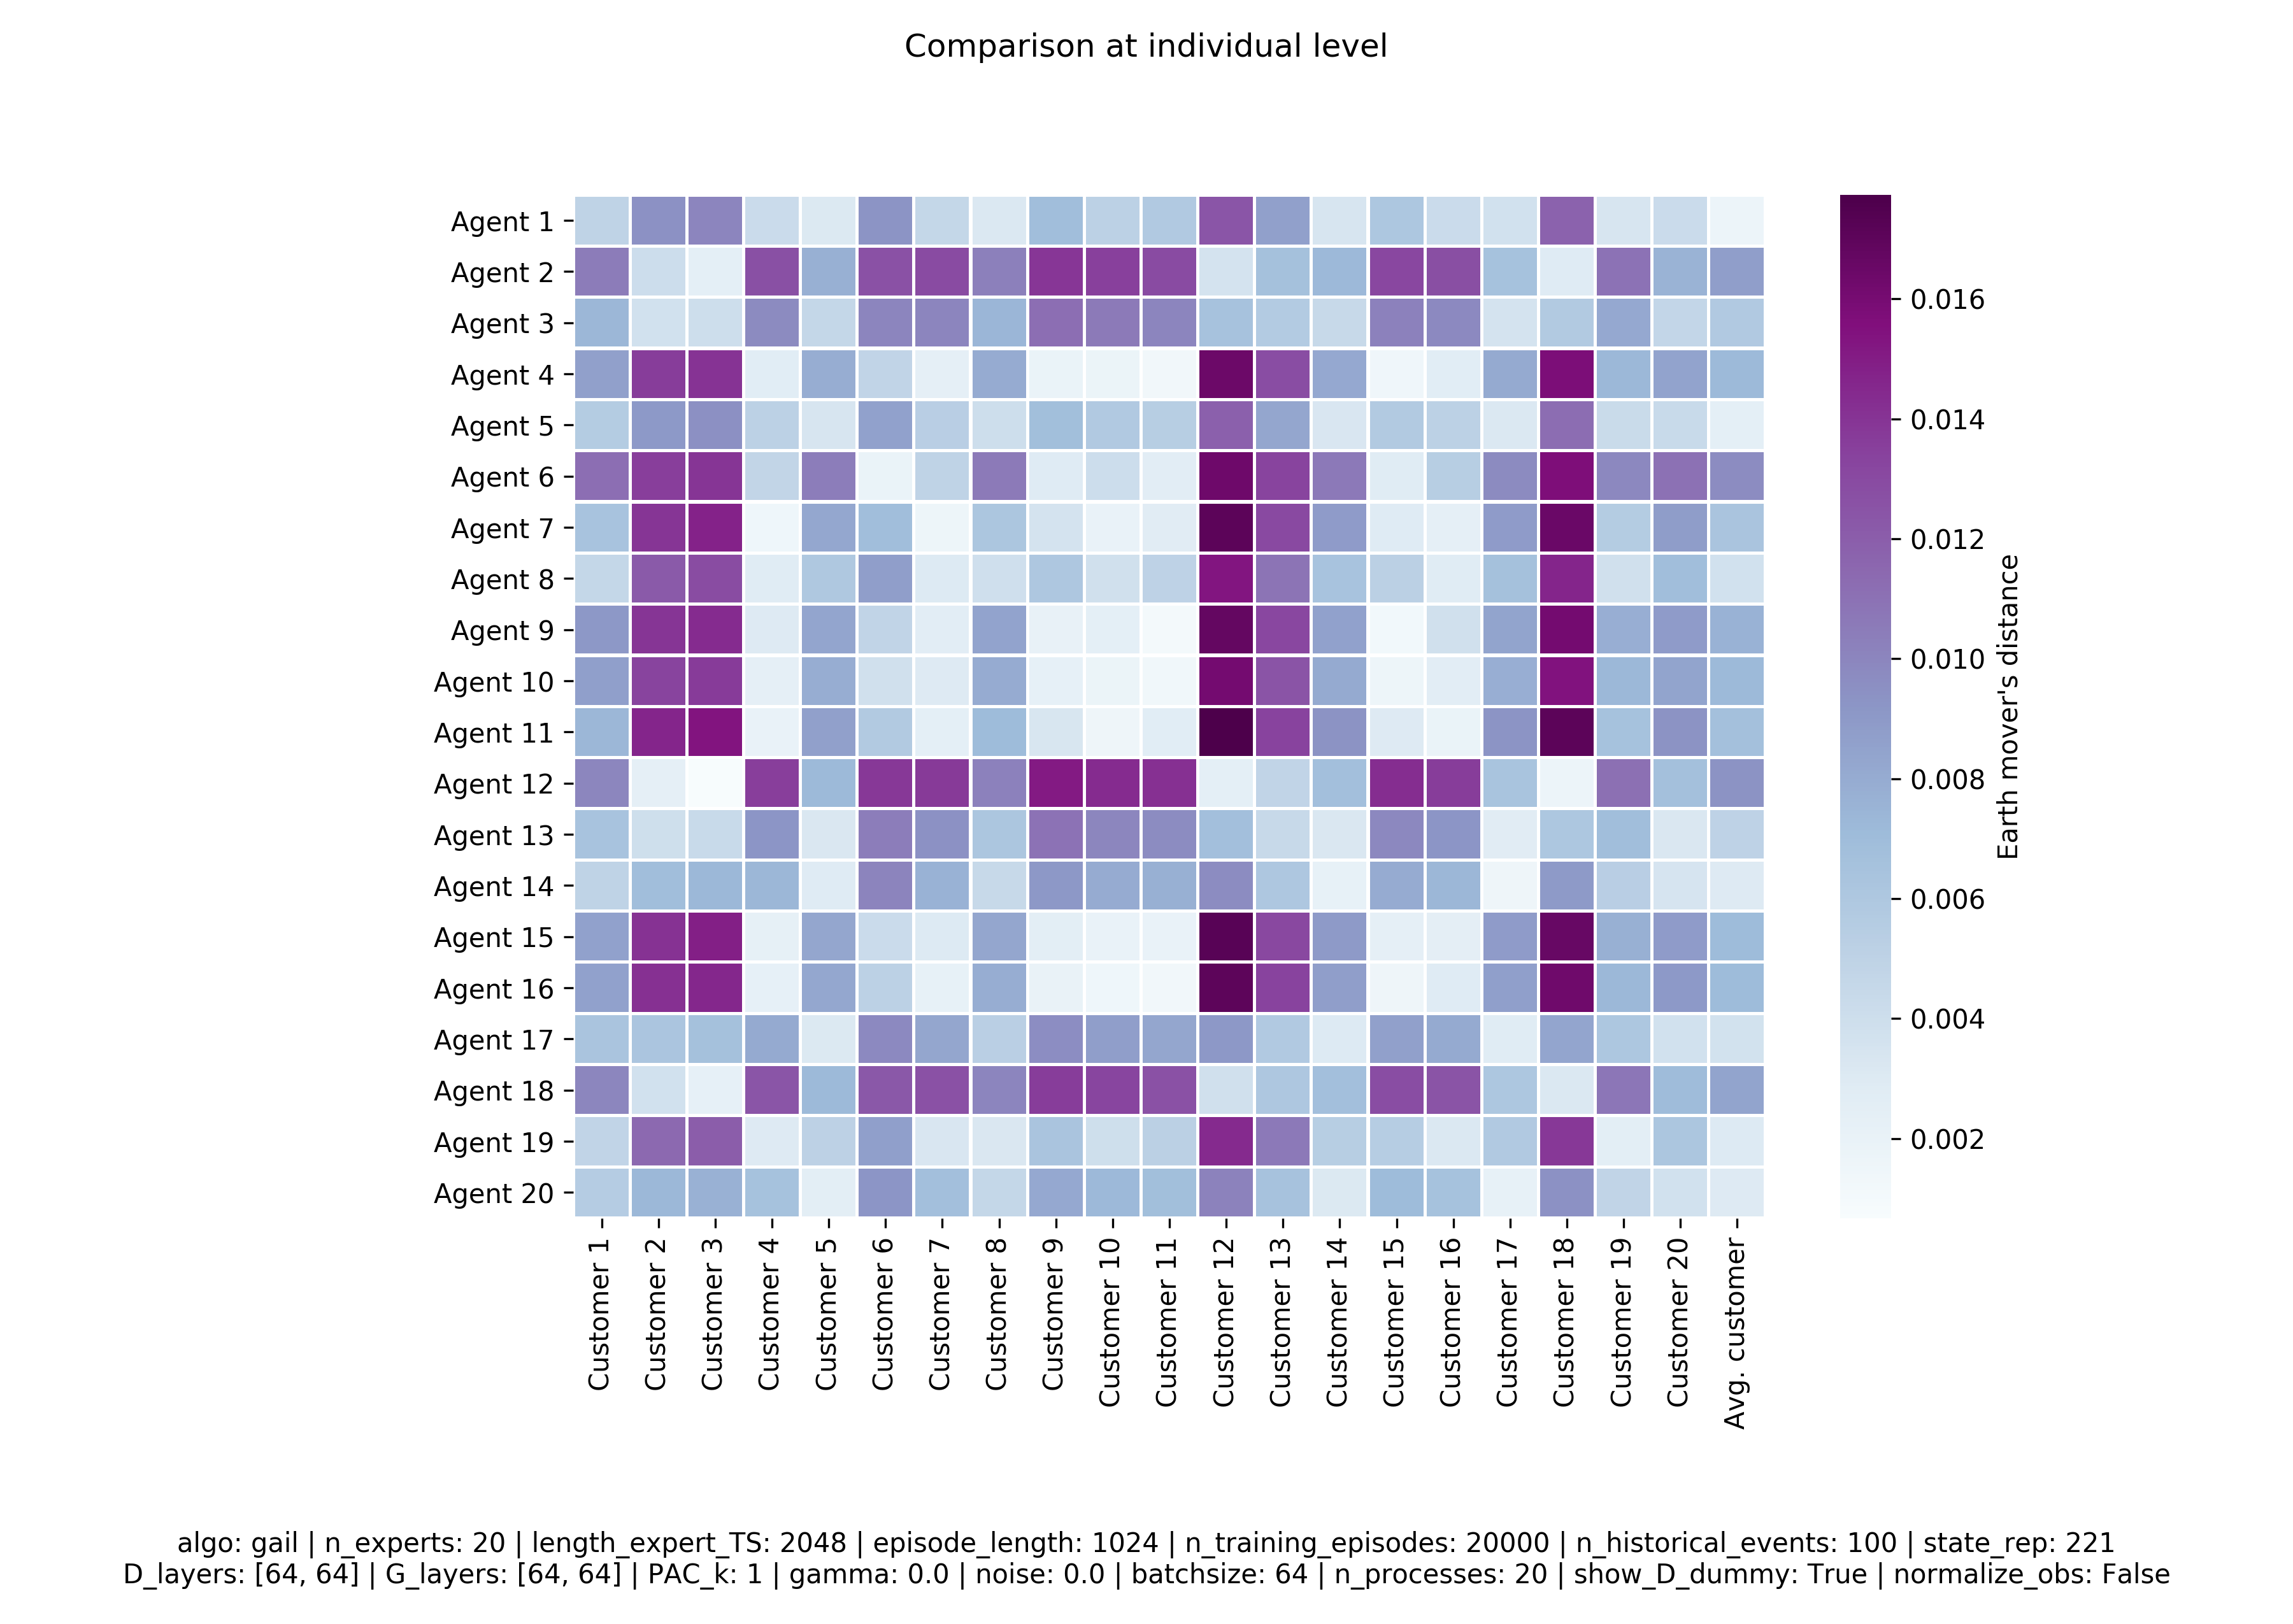 Comparison at individual level
Agent 1
Agent 2
Agent 3
Agent 4
Agent 5
Agent 6
Agent 7
Agent 8
Agent 9
Agent 10
Agent 11
Agent 12
Agent 13
Agent 14
Agent 15
Agent 16
Agent 17
Agent 18
Agent 19
Agent 20
Customer 1
Customer 2
Customer 3
Customer 4
Customer 5
Customer 6
Customer 7
Customer 8
Customer 9
Customer 10
Customer 11
Customer 12
Customer 13
Customer 14
Customer 15
Customer 16
Customer 17
Customer 18
Customer 19
Customer 20
Avg. customer
0.016
0.014
0.012
0.010
0.008
0.006
0.004
0.002
Earth mover's distance
algo: gail | n_experts: 20 | length_expert_TS: 2048 | episode_length: 1024 | n_training_episodes: 20000 | n_historical_events: 100 | state_rep: 221
D_layers: [64, 64] | G_layers: [64, 64] | PAC_k: 1 | gamma: 0.0 | noise: 0.0 | batchsize: 64 | n_processes: 20 | show_D_dummy: True | normalize_obs: False